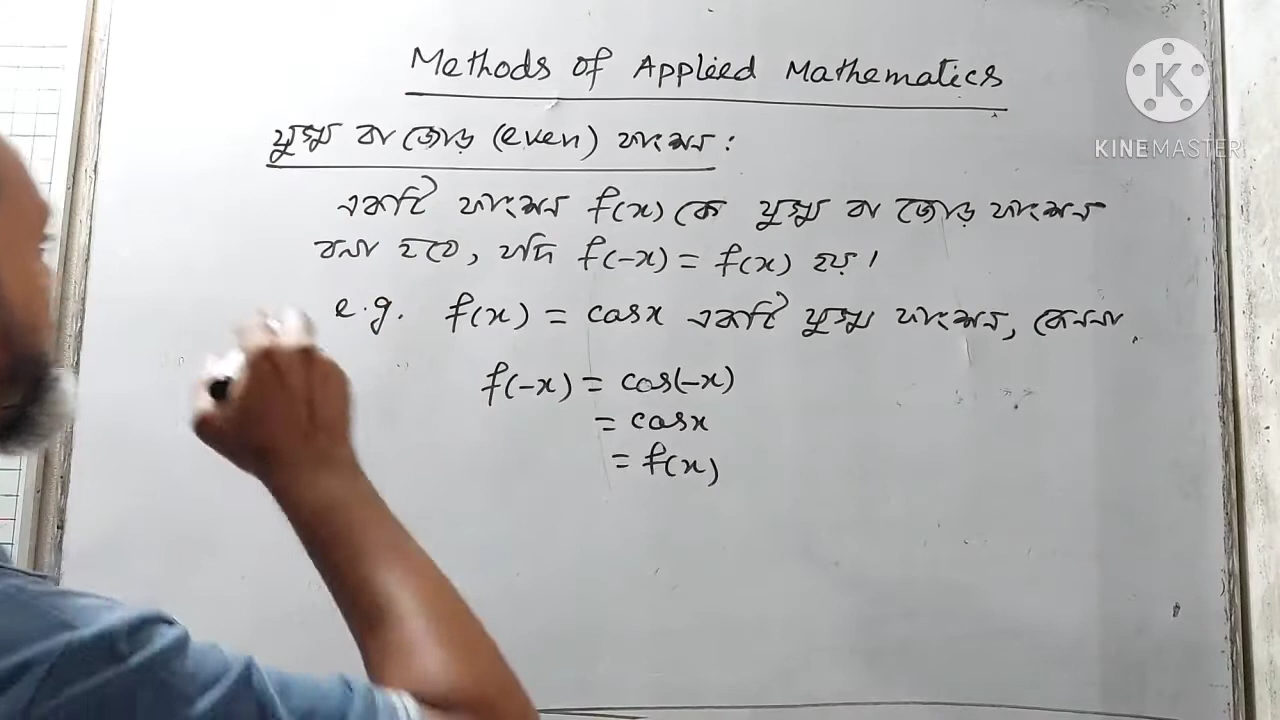 Methods of Applied Mathematics
যুগ্ম বা জোড় (even) ফাংশন :
একটি ফাংশন f(x) কে যুগ্ম বা জোড় ফাংশন
বলা হবে, যদি f(-x) = f(x) হয়।
e.g. f(x) = cosx একটি যুগ্ম ফাংশন, কেননা
f(-x) = cos(-x)
= cosx
= f(x)
K
KINEMASTER